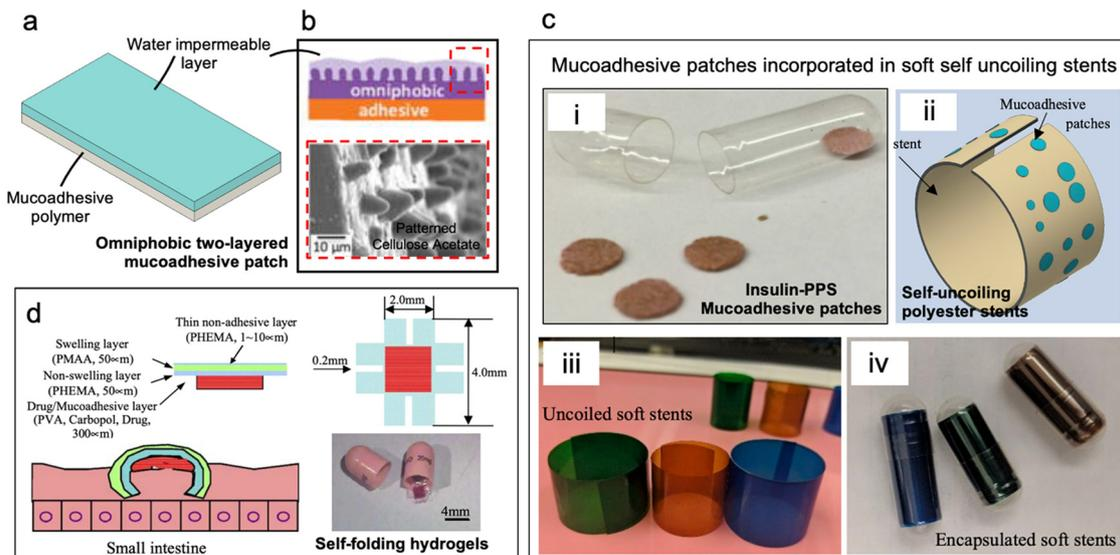 a
Water impermeable
layer
Mucoadhesive
polymer
Omniphobic two-layered
mucoadhesive patch
b
omniphobic
adhesive
10 µm
Patterned
Cellulose Acetate
c
Mucoadhesive patches incorporated in soft self uncoiling stents
i
Insulin-PPS
Mucoadhesive patches
ii
Mucoadhesive
patches
stent
Self-uncoiling
polyester stents
iii
Uncoiled soft stents
iv
Encapsulated soft stents
d
Thin non-adhesive layer
(PHEMA, 1~10∝m)
Swelling layer
(PMAA, 50∝m)
Non-swelling layer
(PHEMA, 50∝m)
Drug/Mucoadhesive layer
(PVA, Carbopol, Drug,
300∝m)
2.0mm
0.2mm
4.0mm
4mm
Small intestine
Self-folding hydrogels